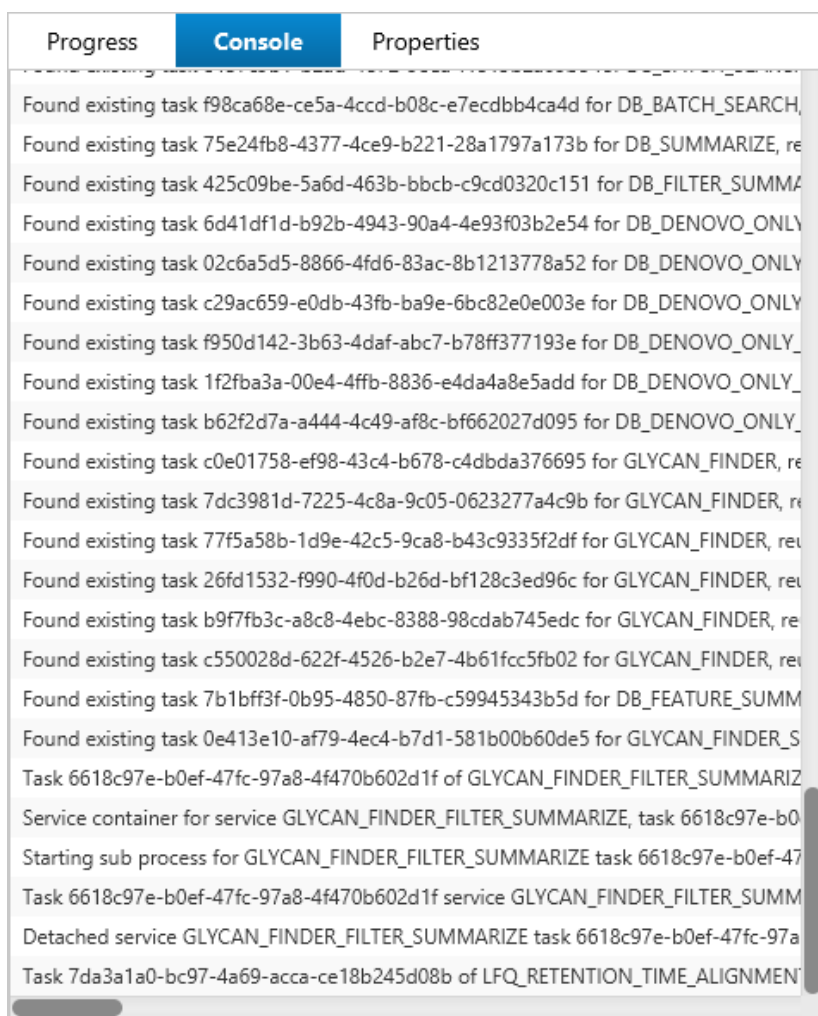 Progress Console Properties
Found existing task f98ca68e-ce5a-4ccd-b08c-e7ecdbb4ca4d for DB_BATCH_SEARCH,
Found existing task 75e24fb8-4377-4ce9-b221-28a1797a173b for DB_SUMMARIZE, re
Found existing task 425c09be-5a6d-463b-bbcb-c9cd0320c151 for DB_FILTER_SUMMA
Found existing task 6d41df1d-b92b-4943-90a4-4e93f03b2e54 for DB_DENOVO_ONLY
Found existing task 02c6a5d5-8866-4fd6-83ac-8b1213778a52 for DB_DENOVO_ONLY
Found existing task c29ac659-e0db-43fb-ba9e-6bc82e0e003e for DB_DENOVO_ONLY
Found existing task f950d142-3b63-4daf-abc7-b78ff377193e for DB_DENOVO_ONLY_
Found existing task 1f2fba3a-00e4-4ffb-8836-e4da4a8e5add for DB_DENOVO_ONLY_
Found existing task b62f2d7a-a444-4c49-af8c-bf662027d095 for DB_DENOVO_ONLY_
Found existing task c0e01758-ef98-43c4-b678-c4dbda376695 for GLYCAN_FINDER, re
Found existing task 7dc3981d-7225-4c8a-9c05-0623277a4c9b for GLYCAN_FINDER, re
Found existing task 77f5a58b-1d9e-42c5-9ca8-b43c9335f2df for GLYCAN_FINDER, reu
Found existing task 26fd1532-f990-4f0d-b26d-bf128c3ed96c for GLYCAN_FINDER, reu
Found existing task b9f7fb3c-a8c8-4ebc-8388-98cdab745edc for GLYCAN_FINDER, re
Found existing task c550028d-622f-4526-b2e7-4b61fcc5fb02 for GLYCAN_FINDER, reu
Found existing task 7b1bff3f-0b95-4850-87fb-c59945343b5d for DB_FEATURE_SUMM
Found existing task 0e413e10-af79-4ec4-b7d1-581b00b60de5 for GLYCAN_FINDER_S
Task 6618c97e-b0ef-47fc-97a8-4f470b602d1f of GLYCAN_FINDER_FILTER_SUMMARIZ
Service container for service GLYCAN_FINDER_FILTER_SUMMARIZE, task 6618c97e-b0
Starting sub process for GLYCAN_FINDER_FILTER_SUMMARIZE task 6618c97e-b0ef-47
Task 6618c97e-b0ef-47fc-97a8-4f470b602d1f service GLYCAN_FINDER_FILTER_SUMM
Detached service GLYCAN_FINDER_FILTER_SUMMARIZE task 6618c97e-b0ef-47fc-97a
Task 7da3a1a0-bc97-4a69-acca-ce18b245d08b of LFQ_RETENTION_TIME_ALIGNMEN